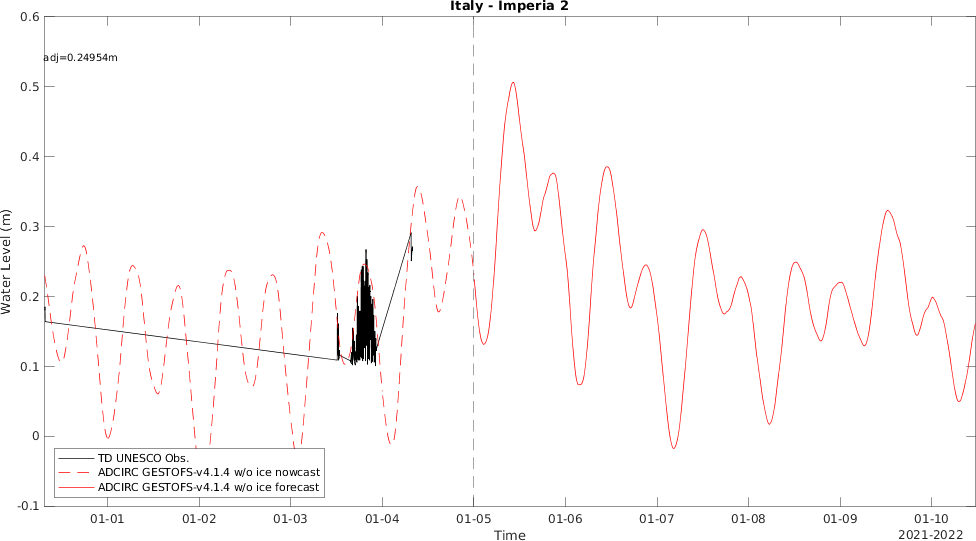 Italy - Imperia 2
0.6
0.5
0.4
0.3
0.2
0.1
0
-0.1
Water Level (m)
adj=0.24954m
TD UNESCO Obs.
ADCIRC GESTOFS-v4.1.4 w/o ice nowcast
ADCIRC GESTOFS-v4.1.4 w/o ice forecast
01-01 01-02 01-03 01-04 01-05 01-06 01-07 01-08 01-09 01-10
Time
2021-2022